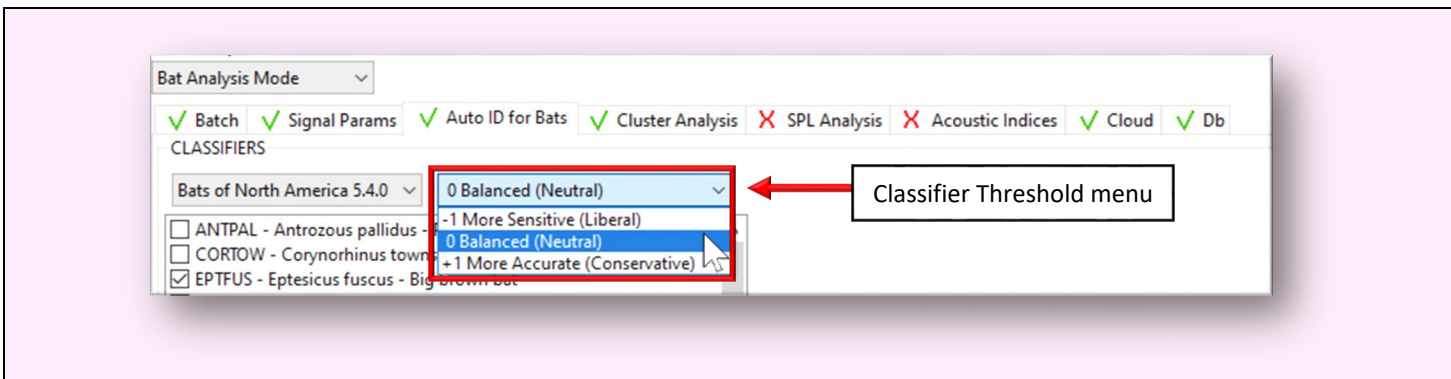 Bat Analysis Mode
Batch Signal Params Auto ID for Bats Cluster Analysis SPL Analysis Acoustic Indices Cloud Db
CLASSIFIERS
Bats of North America 5.4.0 0 Balanced (Neutral)
Classifier Threshold menu
-1 More Sensitive (Liberal)
ANTPAL - Antrozous pallidus -
0 Balanced (Neutral)
CORTOW - Corynorhinus
+1 More Accurate (Conservative)
EPTFUS - Eptesicus fuscus - Big brown bat